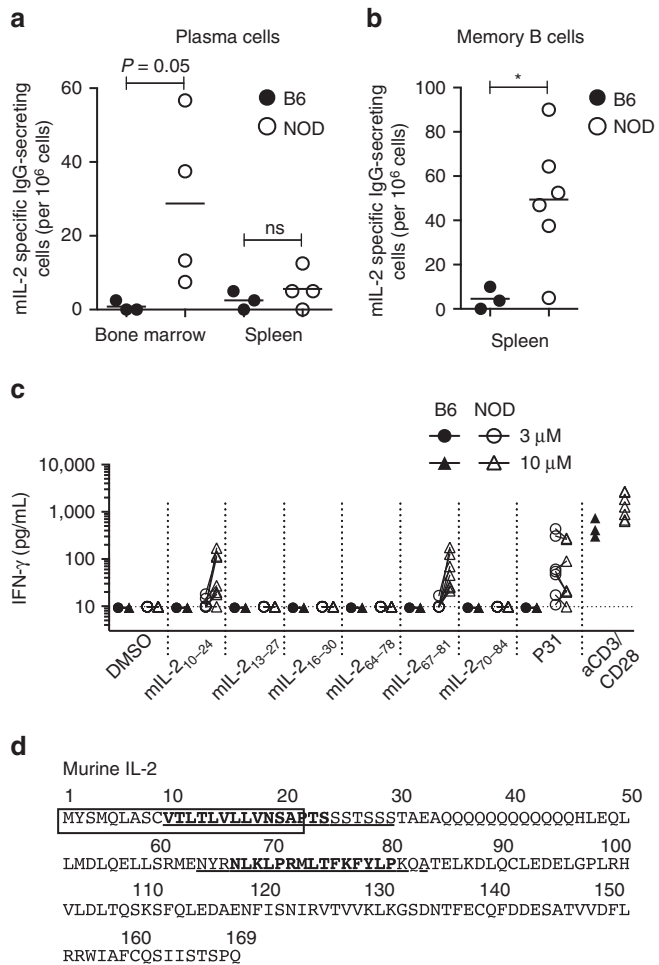 a
Plasma cells
P = 0.05
ns
B6
NOD
mIL-2 specific IgG-secreting
cells (per 10⁶ cells)
60
40
20
0
Bone marrow
Spleen
b
Memory B cells
*
B6
NOD
mIL-2 specific IgG-secreting
cells (per 10⁶ cells)
100
80
60
40
20
0
Spleen
c
B6 NOD
3 μM
10 μM
IFN-γ (pg/mL)
10,000
1,000
100
10
DMSO
mIL-2₁₀₋₂₄
mIL-2₁₃₋₂₇
mIL-2₁₆₋₃₀
mIL-2₆₄₋₇₈
mIL-2₆₇₋₈₁
mIL-2₇₀₋₈₄
P31
aCD3/
CD28
d
Murine IL-2
1 10 20 30 40 50
MYSMQLASCVTLTLVLLVNSAPTSSSTSSSTAEAQQQQQQQQQQQQHLEQL
60 70 80 90 100
LMDLQELLSRMENYRNLKLPRMLTFKFYLPKQATELKDLQCLEDELGPLRH
110 120 130 140 150
VLDLTQSKSFQLEDAENFISNIRVTVVKLKGSDNTFECQFDDESATVVDFL
160 169
RRWIAFCQSIISTSPQ